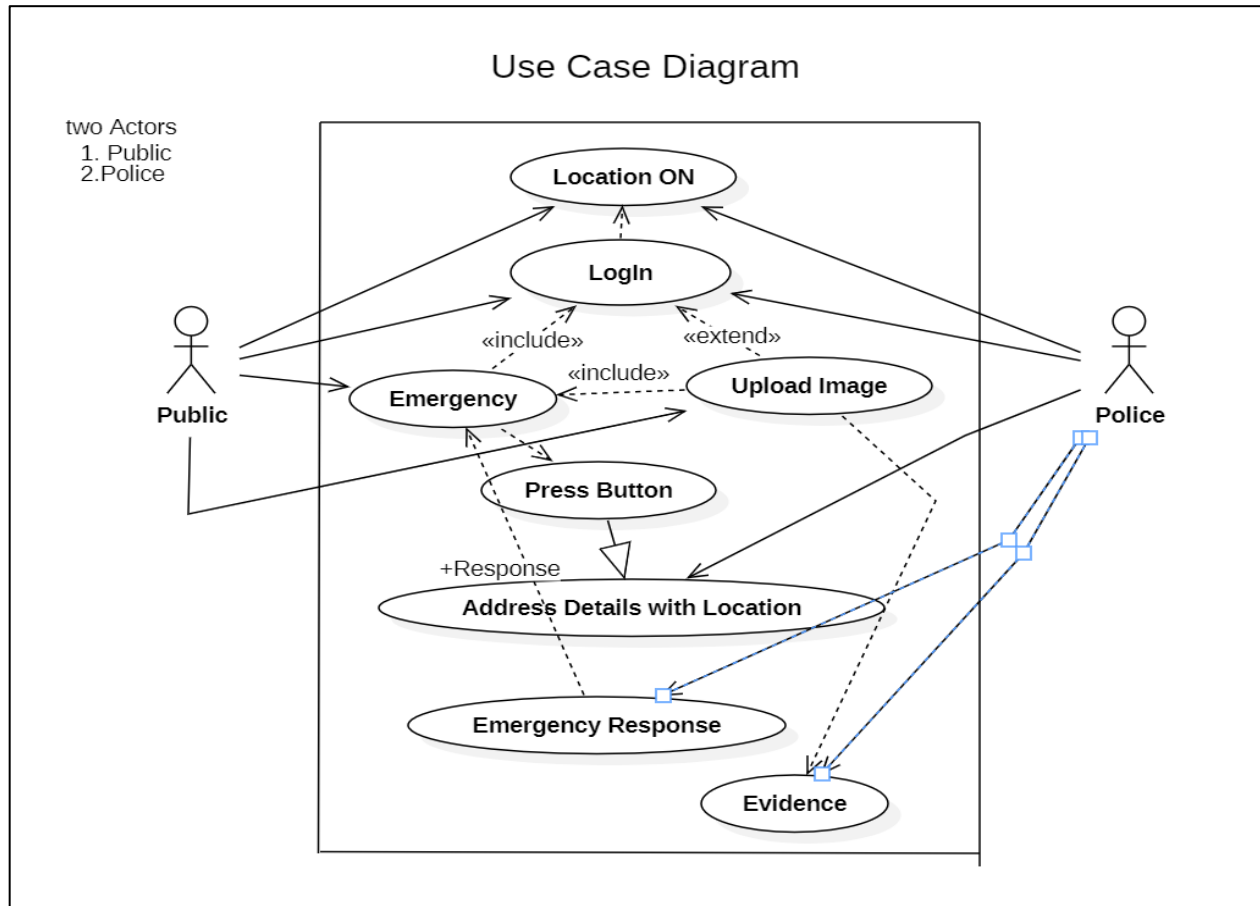 Use Case Diagram
two Actors
1. Public
2.Police
Location ON
LogIn
«include»
«extend»
«include»
Emergency
Upload Image
Public
Police
Press Button
+Response
Address Details with Location
Emergency Response
Evidence